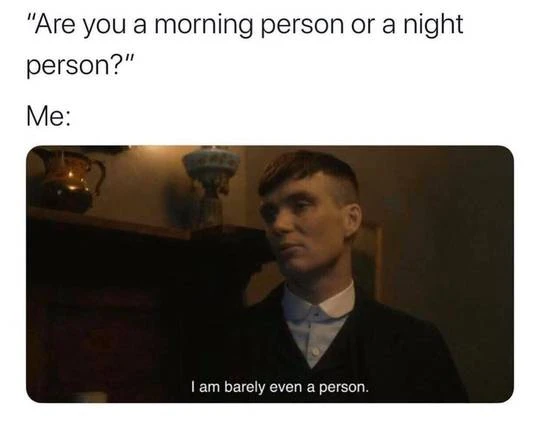 "Are you a morning person or a night
person?"
Me:
I am barely even a person.